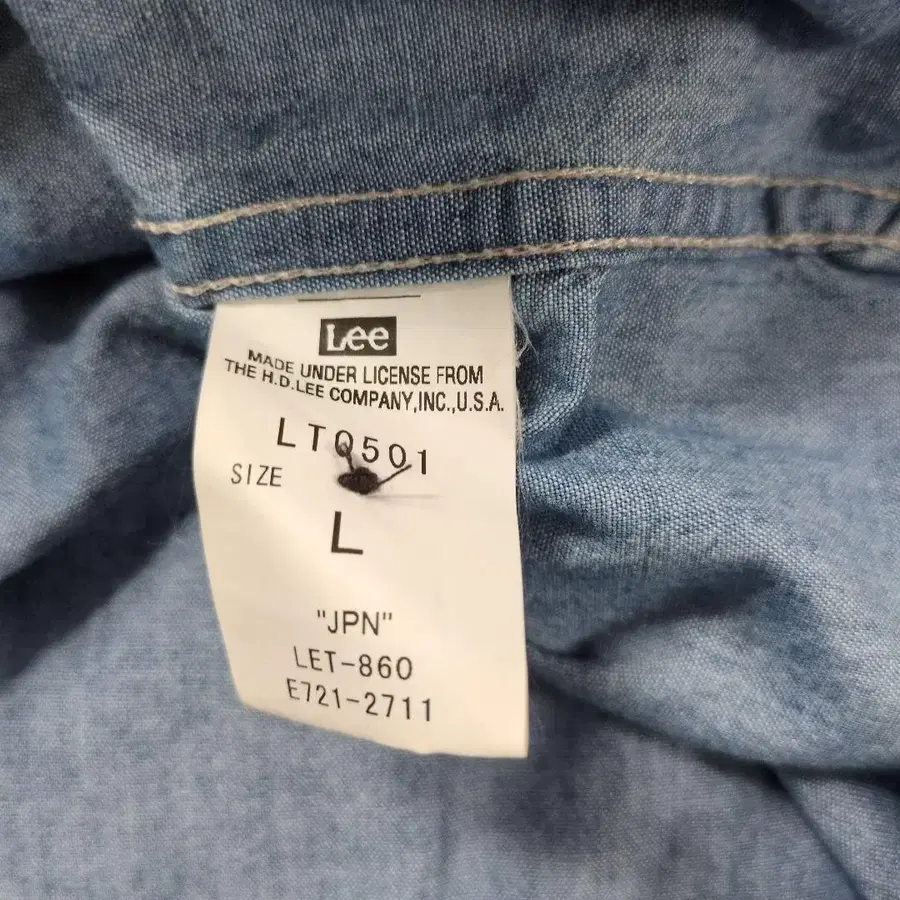 Lee
MADE UNDER LICENSE FROM
THE H.D.LEE COMPANY,INC.,U.S.A.
LT0501
SIZE
L
"JPN"
LET-860
E721-2711